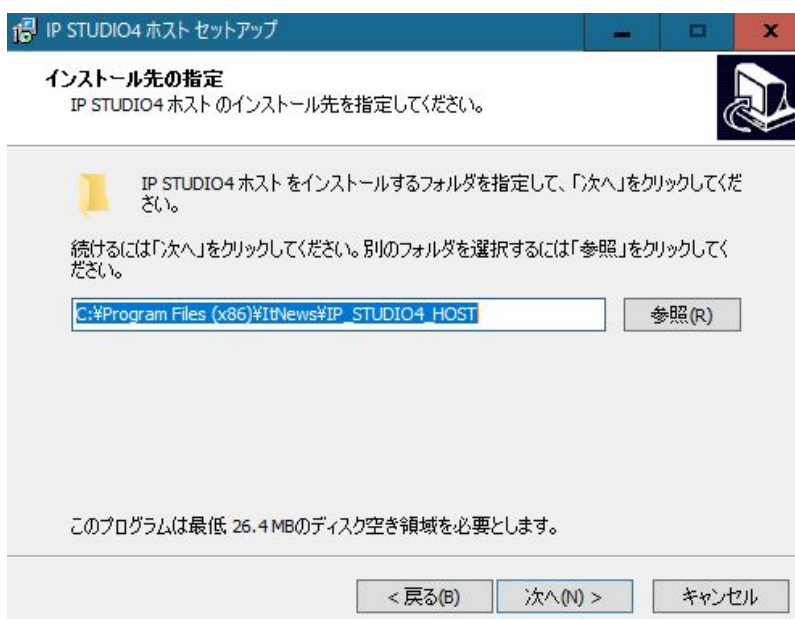 IP STUDIO4 ホスト セットアップ
インストール先の指定
IP STUDIO4 ホスト のインストール先を指定してください。
IP STUDIO4 ホスト をインストールするフォルダを指定して、「次へ」をクリックしてくだ
さい。
続けるには「次へ」をクリックしてください。別のフォルダを選択するには「参照」をクリックしてく
ださい。
C:¥Program Files (x86)¥ItNews¥IP_STUDIO4_HOST
参照(R)
このプログラムは最低 26.4 MBのディスク空き領域を必要とします。
< 戻る(B)
次へ(N) >
キャンセル